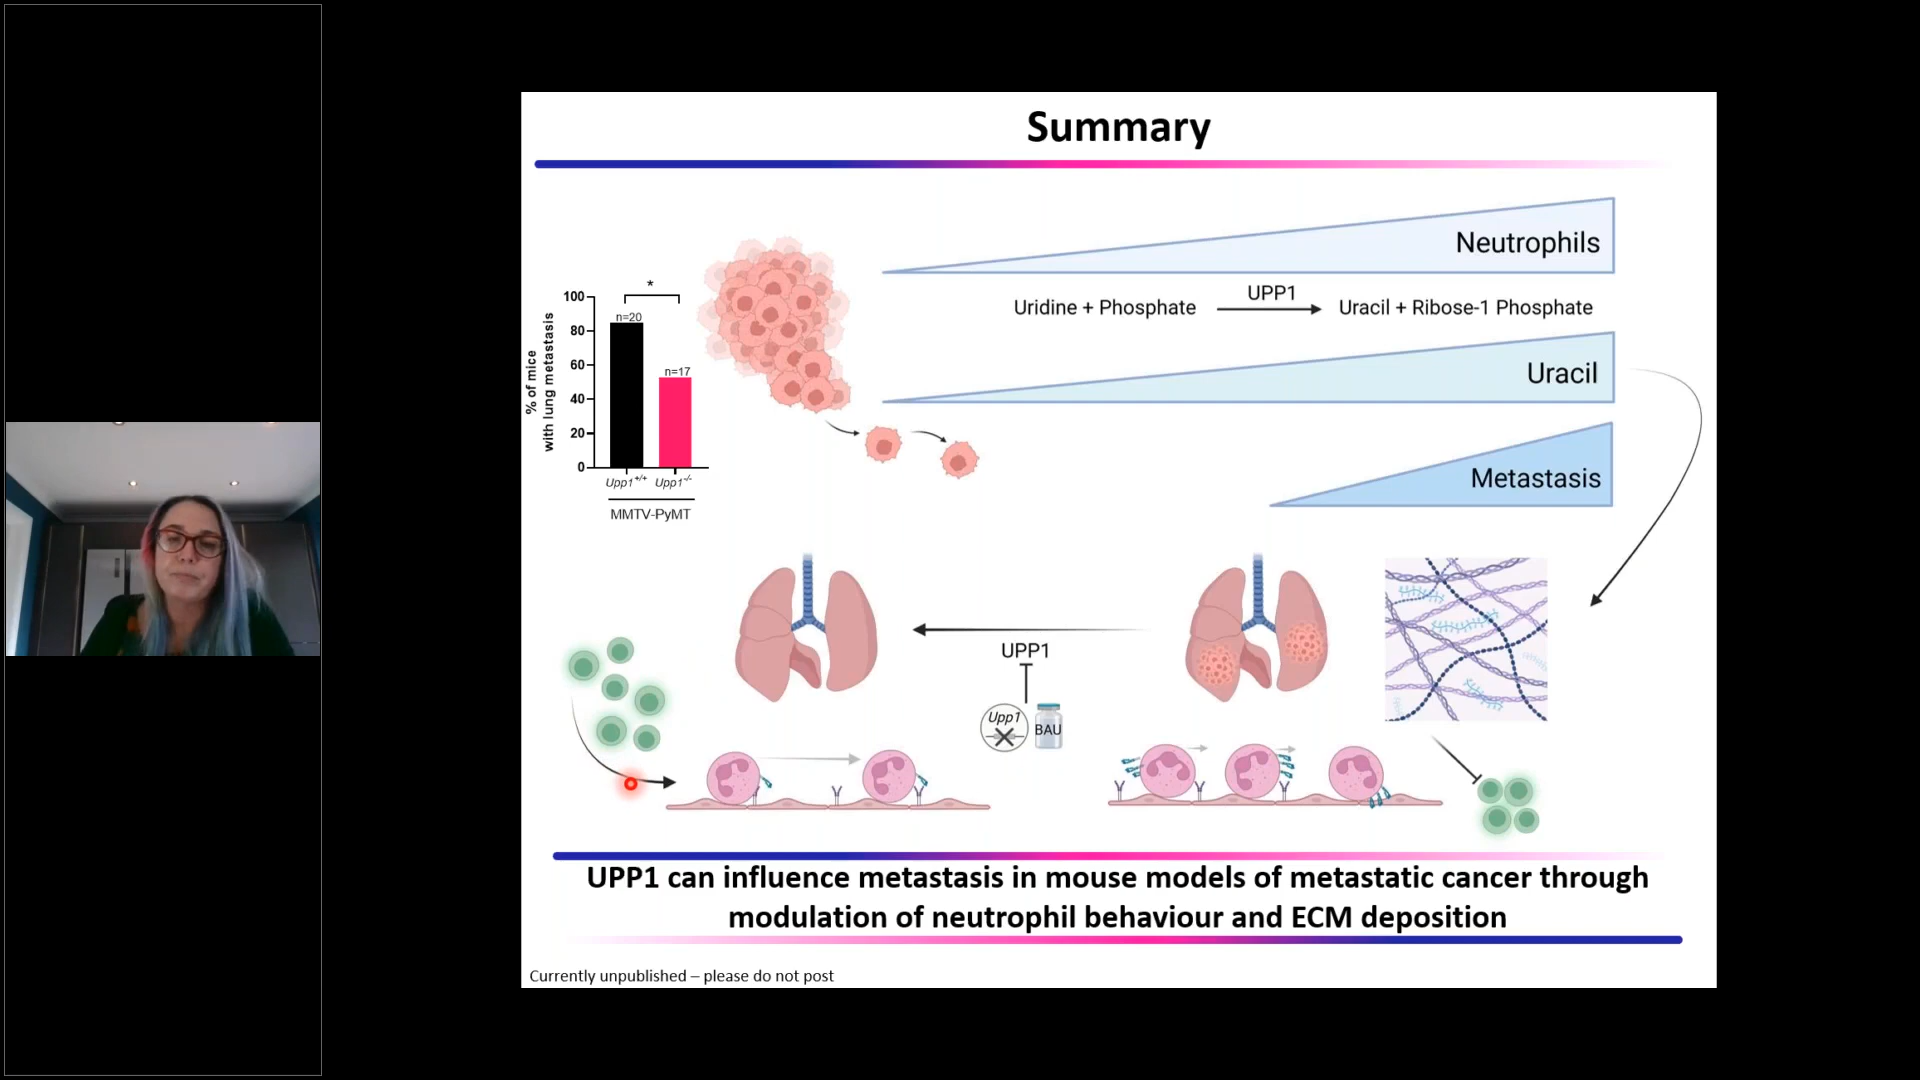 Summary
Neutrophils
Uridine + Phosphate
UPP1
Uracil + Ribose-1 Phosphate
Uracil
Metastasis
% of mice
with lung metastasis
100
80
60
40
20
0
*
n=20
n=17
Upp1+/+
Upp1-/-
MMTV-PyMT
UPP1
Upp1
BAU
UPP1 can influence metastasis in mouse models of metastatic cancer through
modulation of neutrophil behaviour and ECM deposition
Currently unpublished – please do not post